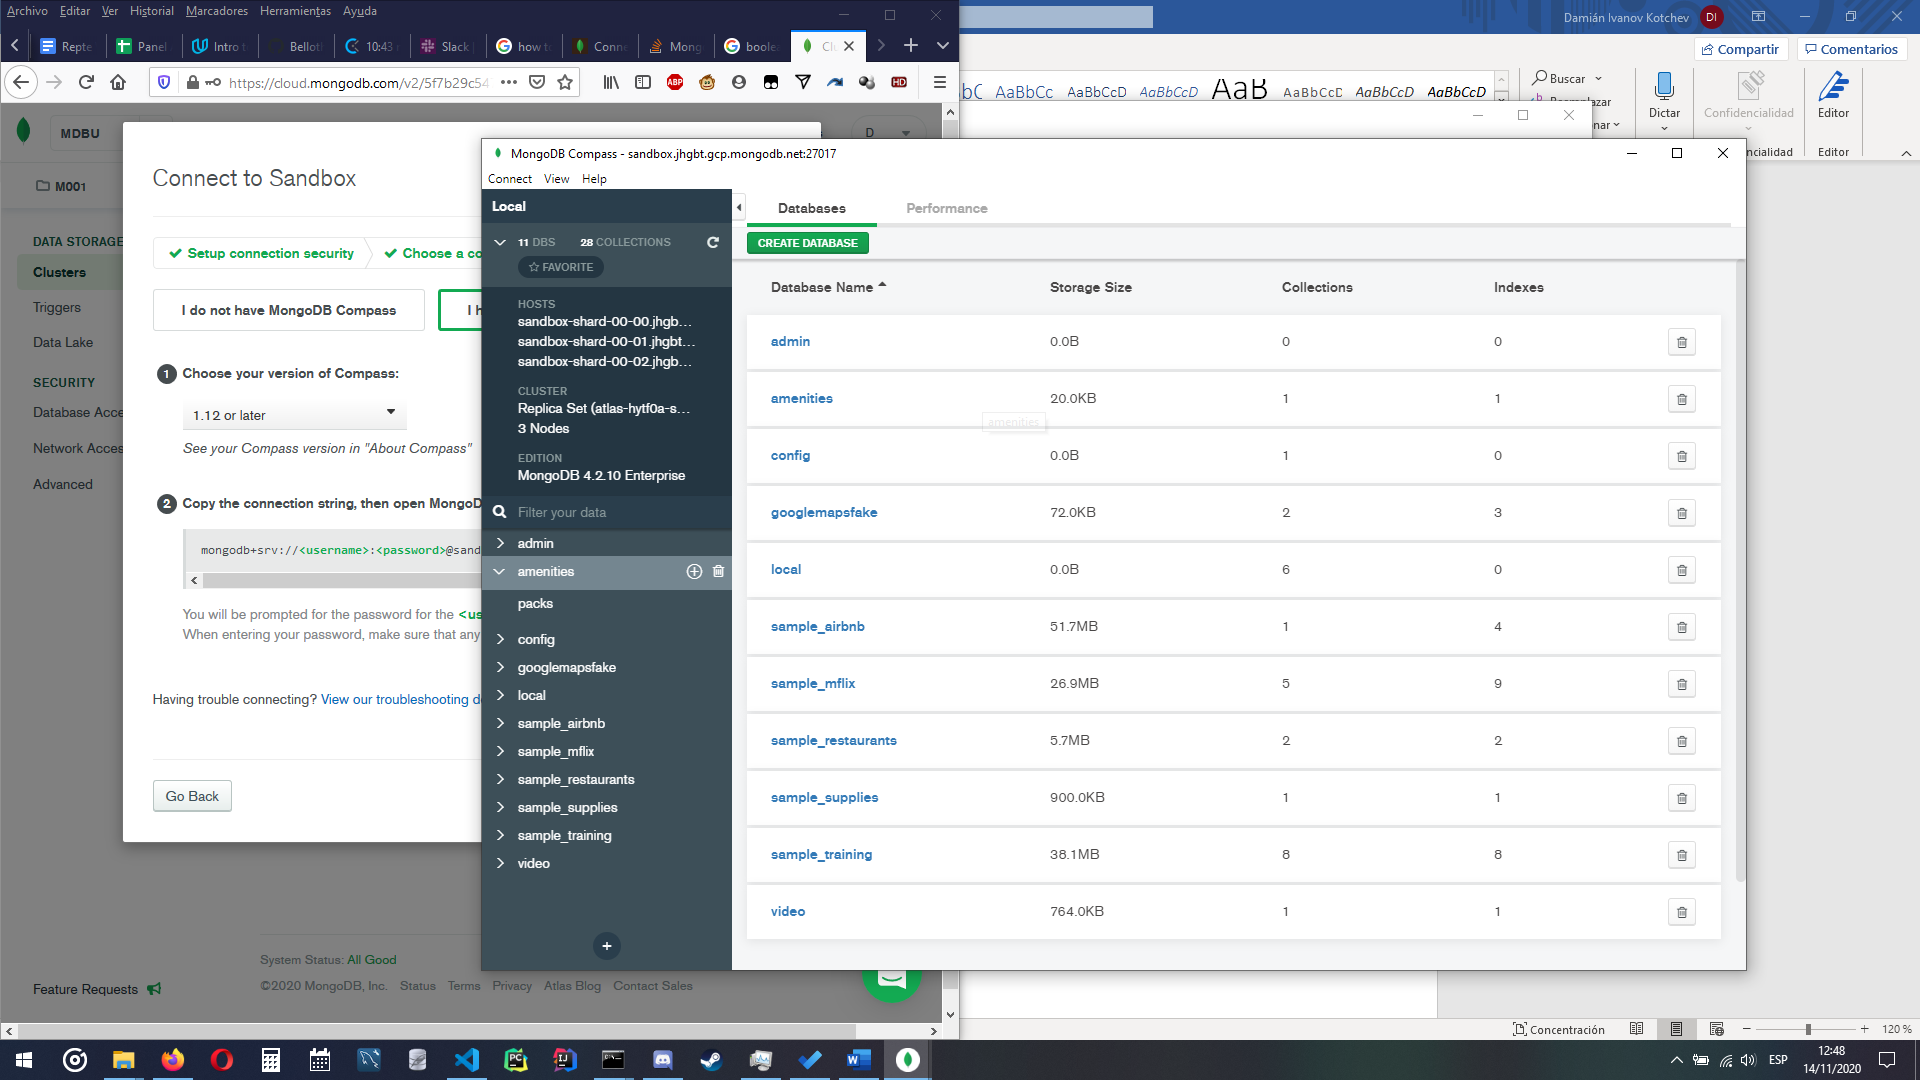 Archivo Editar Ver Historial Marcadores Herramientas Ayuda
Repte Panel Intro Bellot 10:43 Slack how to Conne Mong boole
https://cloud.mongodb.com/v2/5f7b29c54
MDBU
D
M001
DATA STORAGE
Clusters
Triggers
Data Lake
SECURITY
Database Acce
Network Acces
Advanced
Feature Requests
Connect to Sandbox
Setup connection security
Choose a co
I do not have MongoDB Compass
I h
1 Choose your version of Compass:
1.12 or later
See your Compass version in "About Compass"
2 Copy the connection string, then open MongoD
mongodb+srv://<username>:<password>@sand
You will be prompted for the password for the <us
When entering your password, make sure that any
Having trouble connecting? View our troubleshooting d
Go Back
System Status: All Good
©2020 MongoDB, Inc. Status Terms Privacy Atlas Blog Contact Sales
MongoDB Compass - sandbox.jhgbt.gcp.mongodb.net:27017
Connect View Help
Local
11 DBS 28 COLLECTIONS
FAVORITE
HOSTS
sandbox-shard-00-00.jhgb...
sandbox-shard-00-01.jhgbt...
sandbox-shard-00-02.jhgb...
CLUSTER
Replica Set (atlas-hytf0a-s...
3 Nodes
EDITION
MongoDB 4.2.10 Enterprise
Filter your data
admin
amenities
packs
config
googlemapsfake
local
sample_airbnb
sample_mflix
sample_restaurants
sample_supplies
sample_training
video
Databases Performance
CREATE DATABASE
Database Name Storage Size Collections Indexes
admin 0.0B 0 0
amenities 20.0KB 1 1
amenities
config 0.0B 1 0
googlemapsfake 72.0KB 2 3
local 0.0B 6 0
sample_airbnb 51.7MB 1 4
sample_mflix 26.9MB 5 9
sample_restaurants 5.7MB 2 2
sample_supplies 900.0KB 1 1
sample_training 38.1MB 8 8
video 764.0KB 1 1
Damián Ivanov Kotchev DI
Compartir Comentarios
AaBbCc AaBbCcD AaBbCcD AaB AaBbCcD AaBbCcD AaBbCcD
Buscar
Dictar
Confidencialidad
Editor
Editor
Concentración
120 %
ESP
12:48
14/11/2020